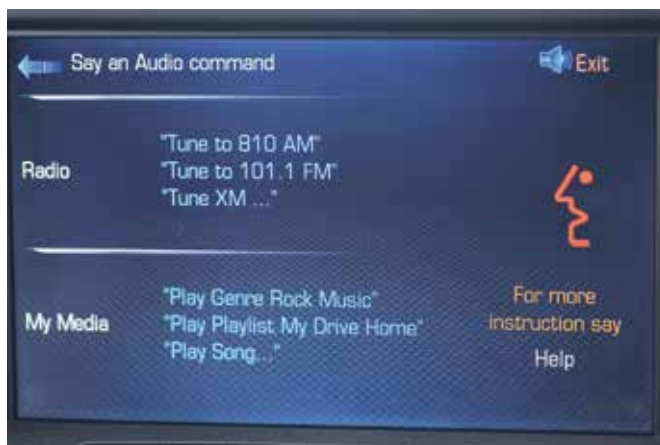 Say an Audio command
Exit
Radio
"Tune to 810 AM"
"Tune to 101.1 FM"
"Tune XM ..."
My Media
"Play Genre Rock Music"
"Play Playlist My Drive Home"
"Play Song..."
For more
instruction say
Help